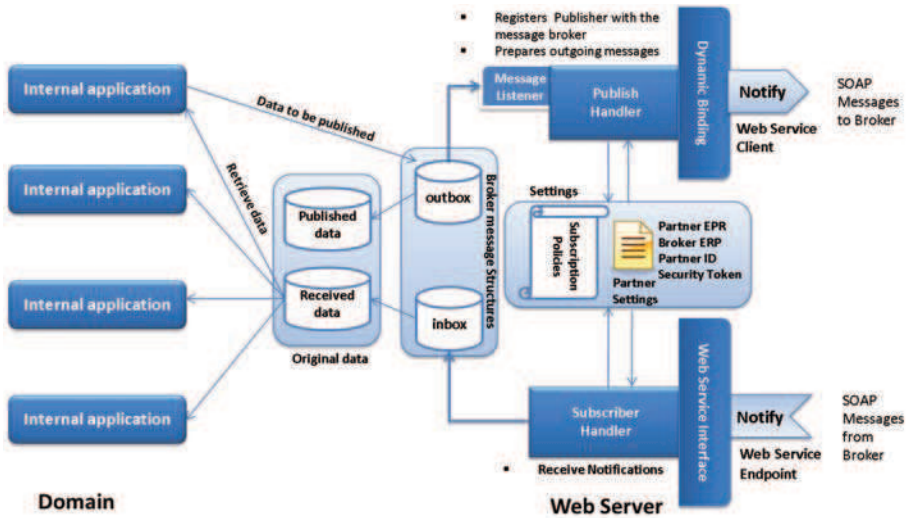 ▪ Registers Publisher with the
message broker
▪ Prepares outgoing messages
Internal application
Data to be published
Message
Listener
Publish
Handler
Dynamic Binding
Notify
Web Service
Client
SOAP
Messages
to Broker
Internal application
Retrieve data
Published
data
outbox
Broker message Structures
Settings
Subscription
Policies
Partner EPR
Broker ERP
Partner ID
Security Token
Partner
Settings
Internal application
Received
data
inbox
Original data
Internal application
Subscriber
Handler
Web Service Interface
Notify
Web Service
Endpoint
SOAP
Messages
from
Broker
▪ Receive Notifications
Domain
Web Server